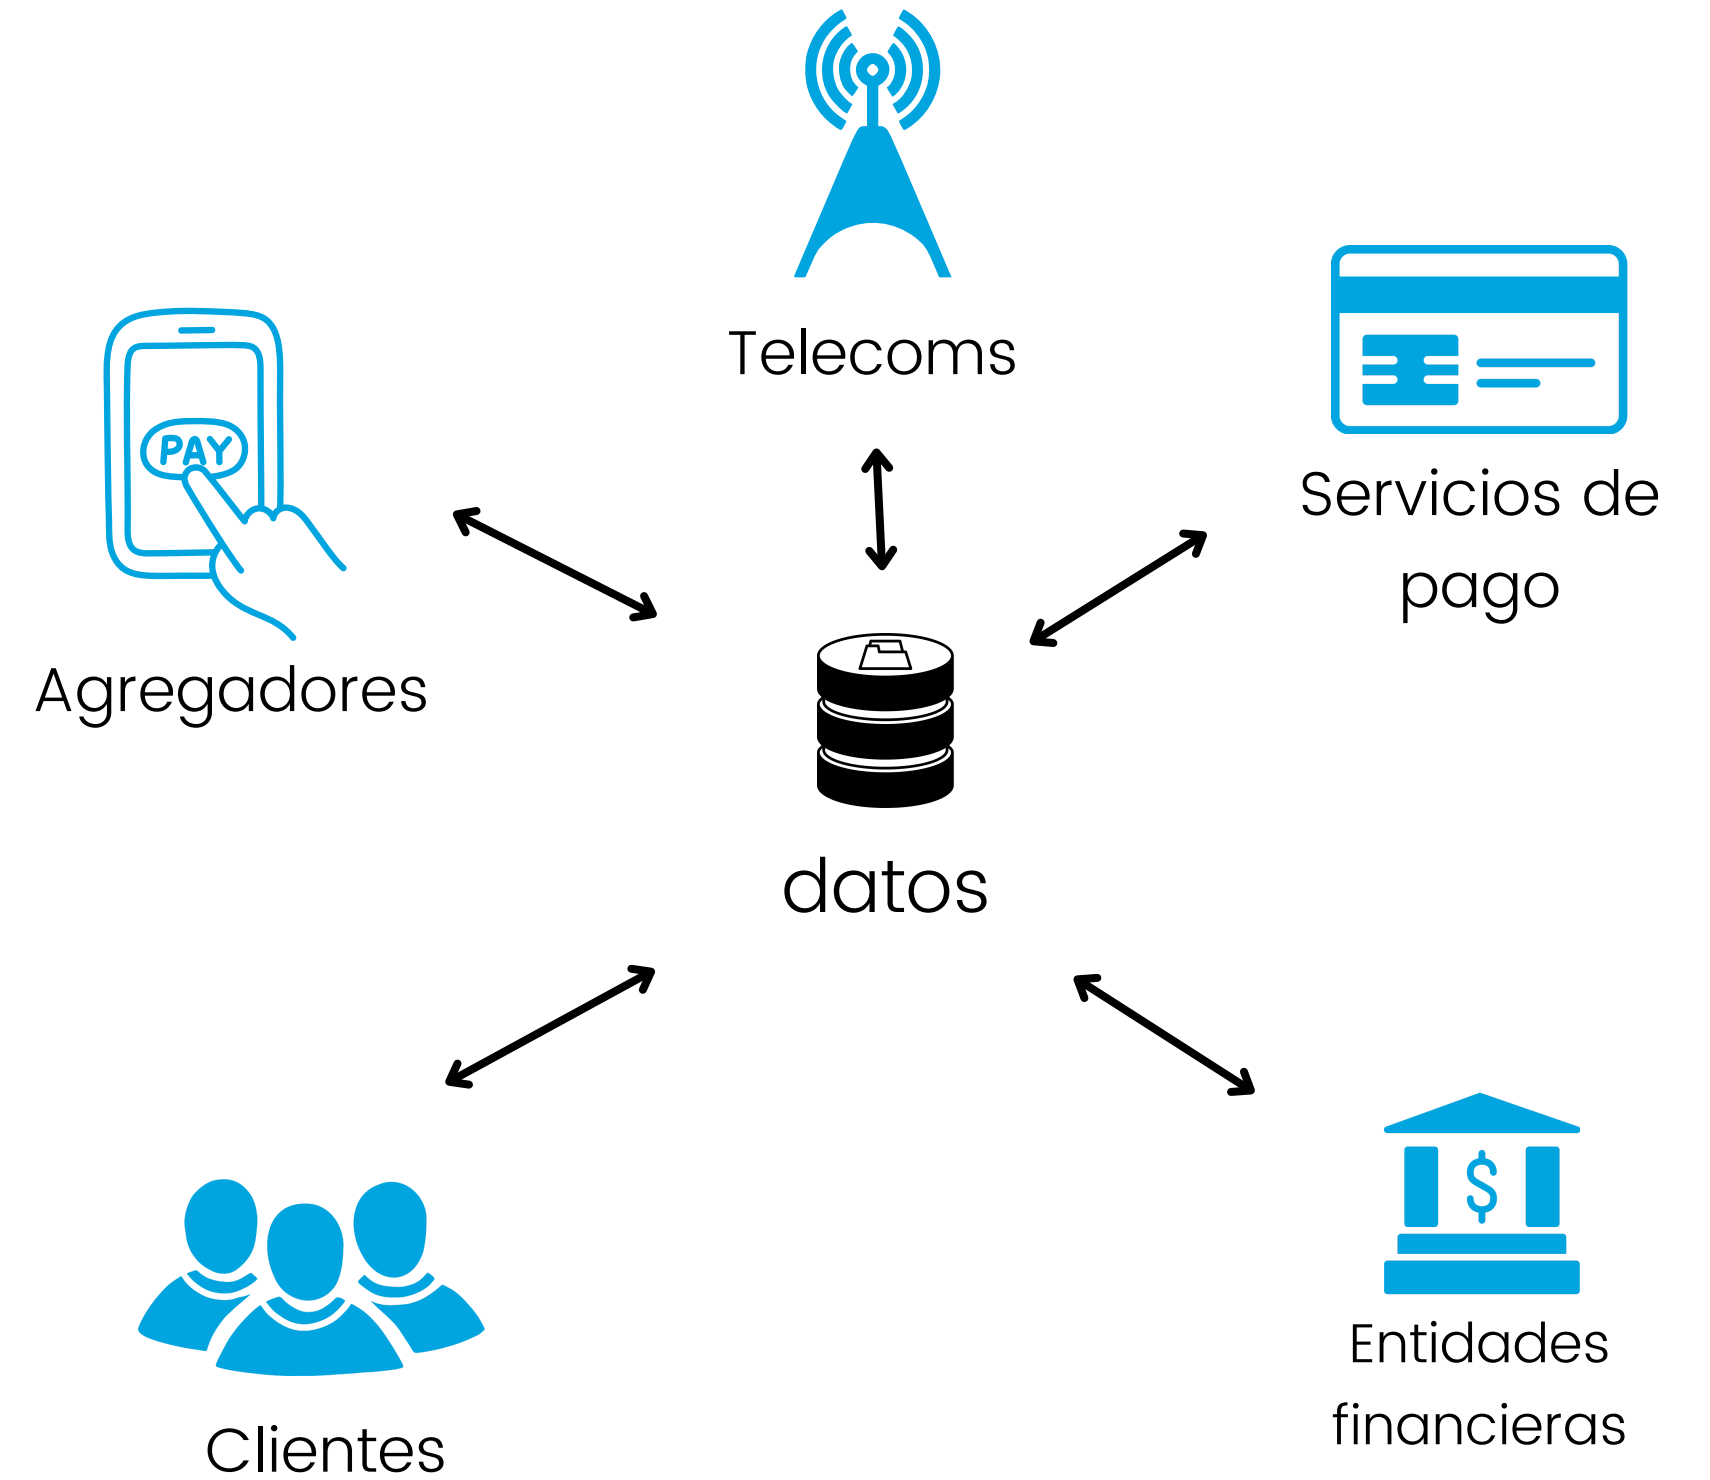 Telecoms
PAY
Servicios de
pago
Agregadores
datos
Entidades
financieras
Clientes
$